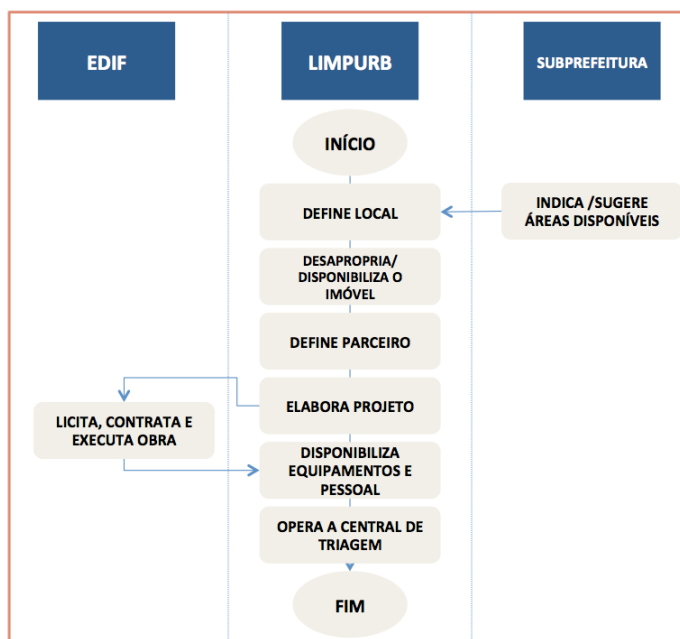 EDIF
LIMPURB
SUBPREFEITURA
INÍCIO
DEFINE LOCAL
INDICA /SUGERE
ÁREAS DISPONÍVEIS
DESAPROPRIA/
DISPONIBILIZA O
IMÓVEL
DEFINE PARCEIRO
ELABORA PROJETO
LICITA, CONTRATA E
EXECUTA OBRA
DISPONIBILIZA
EQUIPAMENTOS E
PESSOAL
OPERA A CENTRAL DE
TRIAGEM
FIM